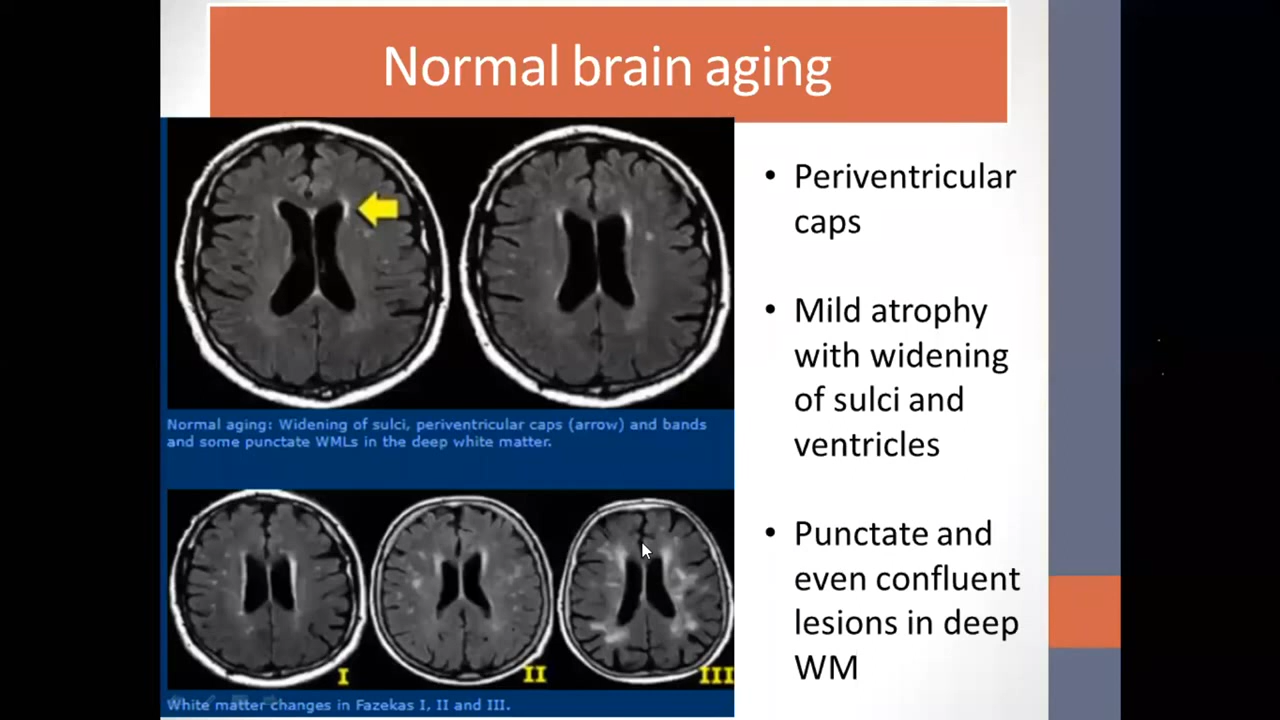 Normal brain aging
Normal aging: Widening of sulci, periventricular caps (arrow) and bands
and some punctate WMLs in the deep white matter.
I
II
III
White matter changes in Fazekas I, II and III.
• Periventricular
caps
• Mild atrophy
with widening
of sulci and
ventricles
• Punctate and
even confluent
lesions in deep
WM